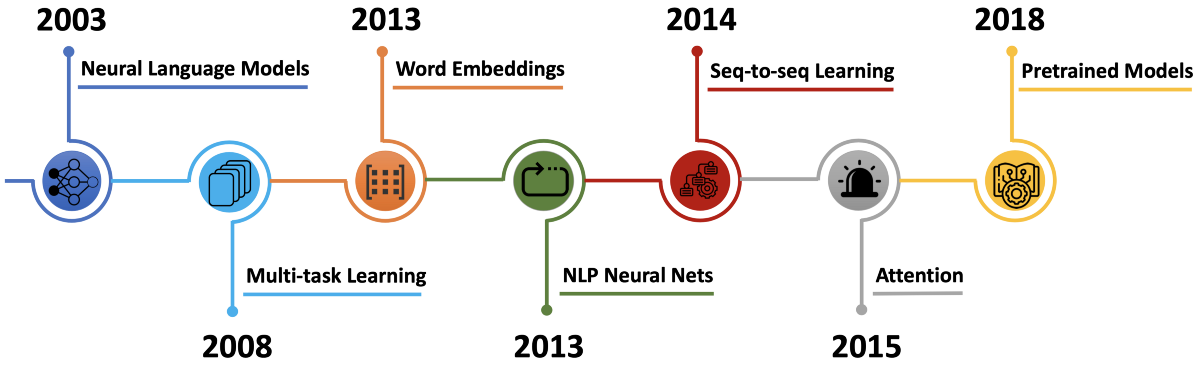 2003
2013
2014
2018
Neural Language Models
Word Embeddings
Seq-to-seq Learning
Pretrained Models
Multi-task Learning
NLP Neural Nets
Attention
2008
2013
2015